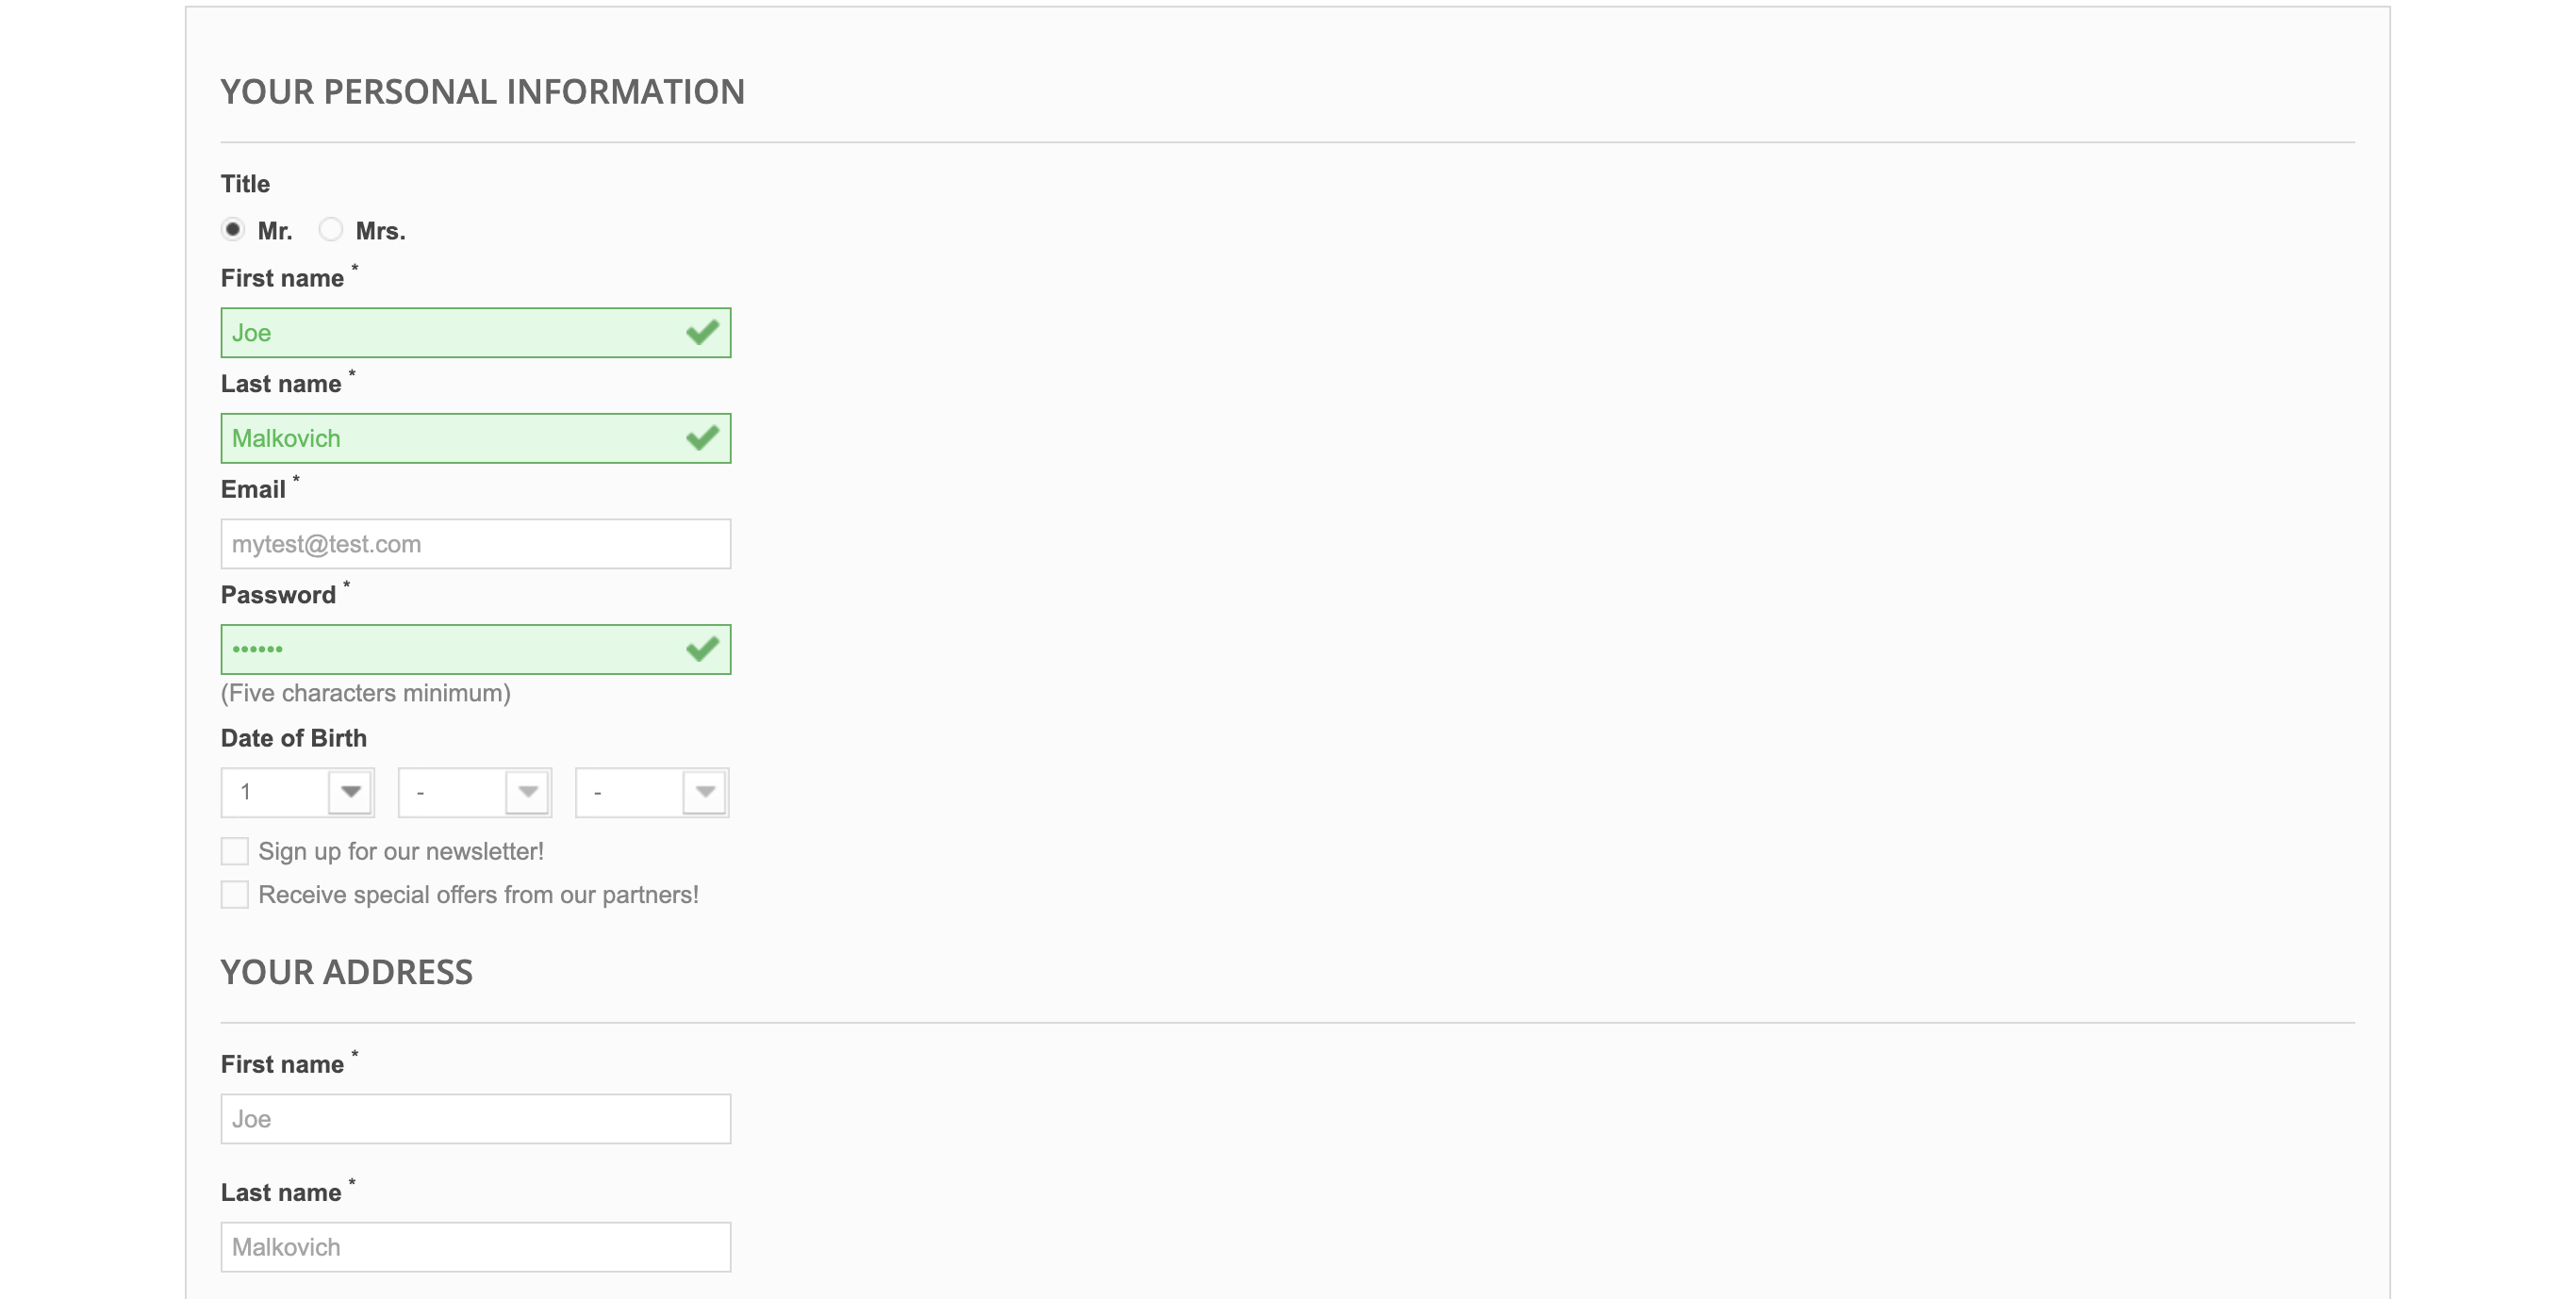 YOUR PERSONAL INFORMATION
Title
Mr. Mrs.
First name *
Joe
Last name *
Malkovich
Email *
mytest@test.com
Password *
••••••
(Five characters minimum)
Date of Birth
1 - -
Sign up for our newsletter!
Receive special offers from our partners!
YOUR ADDRESS
First name *
Joe
Last name *
Malkovich